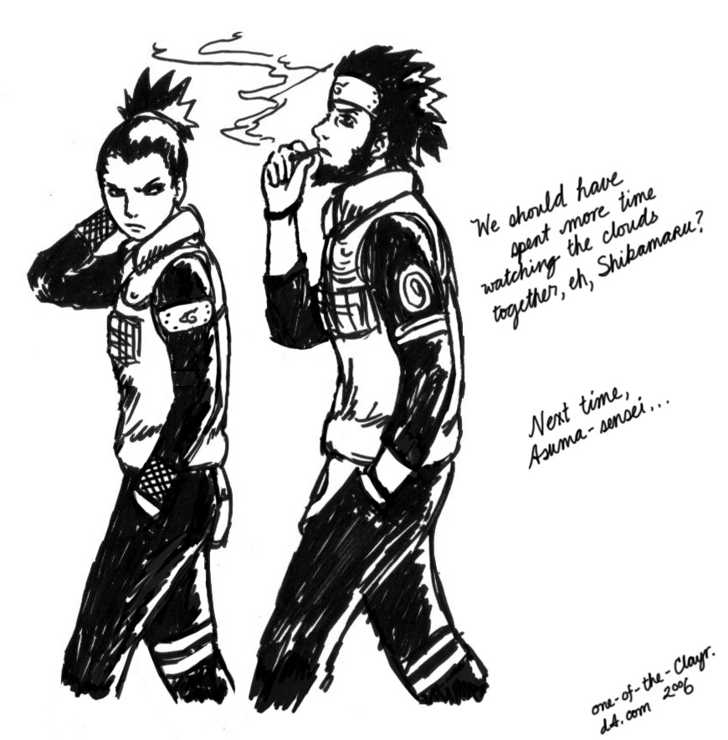 We should have
spent more time
watching the clouds
together, eh, Shikamaru?
Next time,
Asuma-sensei...
one-of-the-Clayr.
dA.com 2006